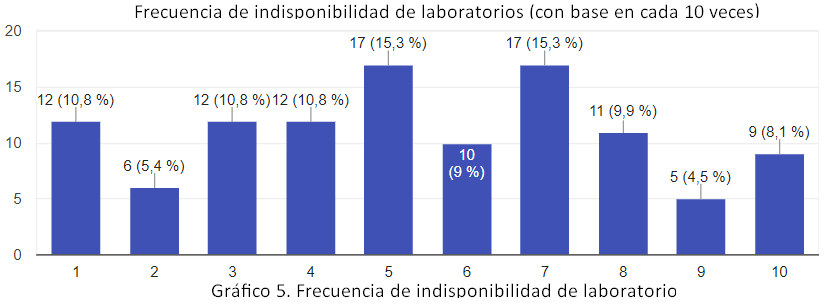 Frecuencia de indisponibilidad de laboratorios (con base en cada 10 veces)
20
15
10
5
0
12 (10,8 %)
6 (5,4 %)
12 (10,8 %)
12 (10,8 %)
17 (15,3 %)
10
(9 %)
17 (15,3 %)
11 (9,9 %)
5 (4,5 %)
9 (8,1 %)
1 2 3 4 5 6 7 8 9 10
Gráfico 5. Frecuencia de indisponibilidad de laboratorio